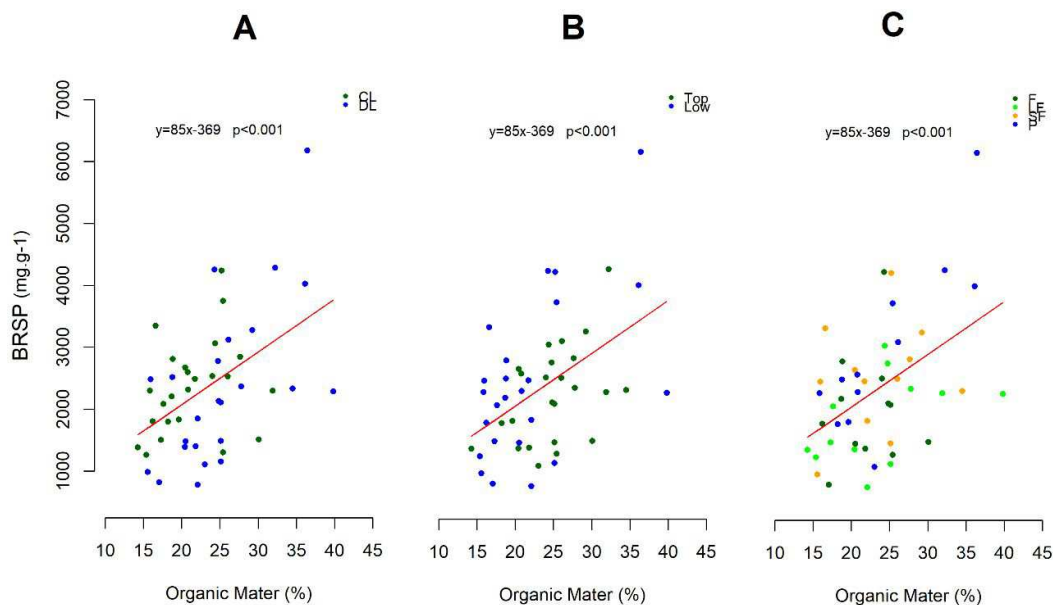 A
B
C
CL
DL
Top
Low
F
LF
SF
P
y=85x-369 p<0.001
y=85x-369 p<0.001
y=85x-369 p<0.001
BRSP (mg.g-1)
7000
6000
5000
4000
3000
2000
1000
10 15 20 25 30 35 40 45
10 15 20 25 30 35 40 45
10 15 20 25 30 35 40 45
Organic Mater (%)
Organic Mater (%)
Organic Mater (%)